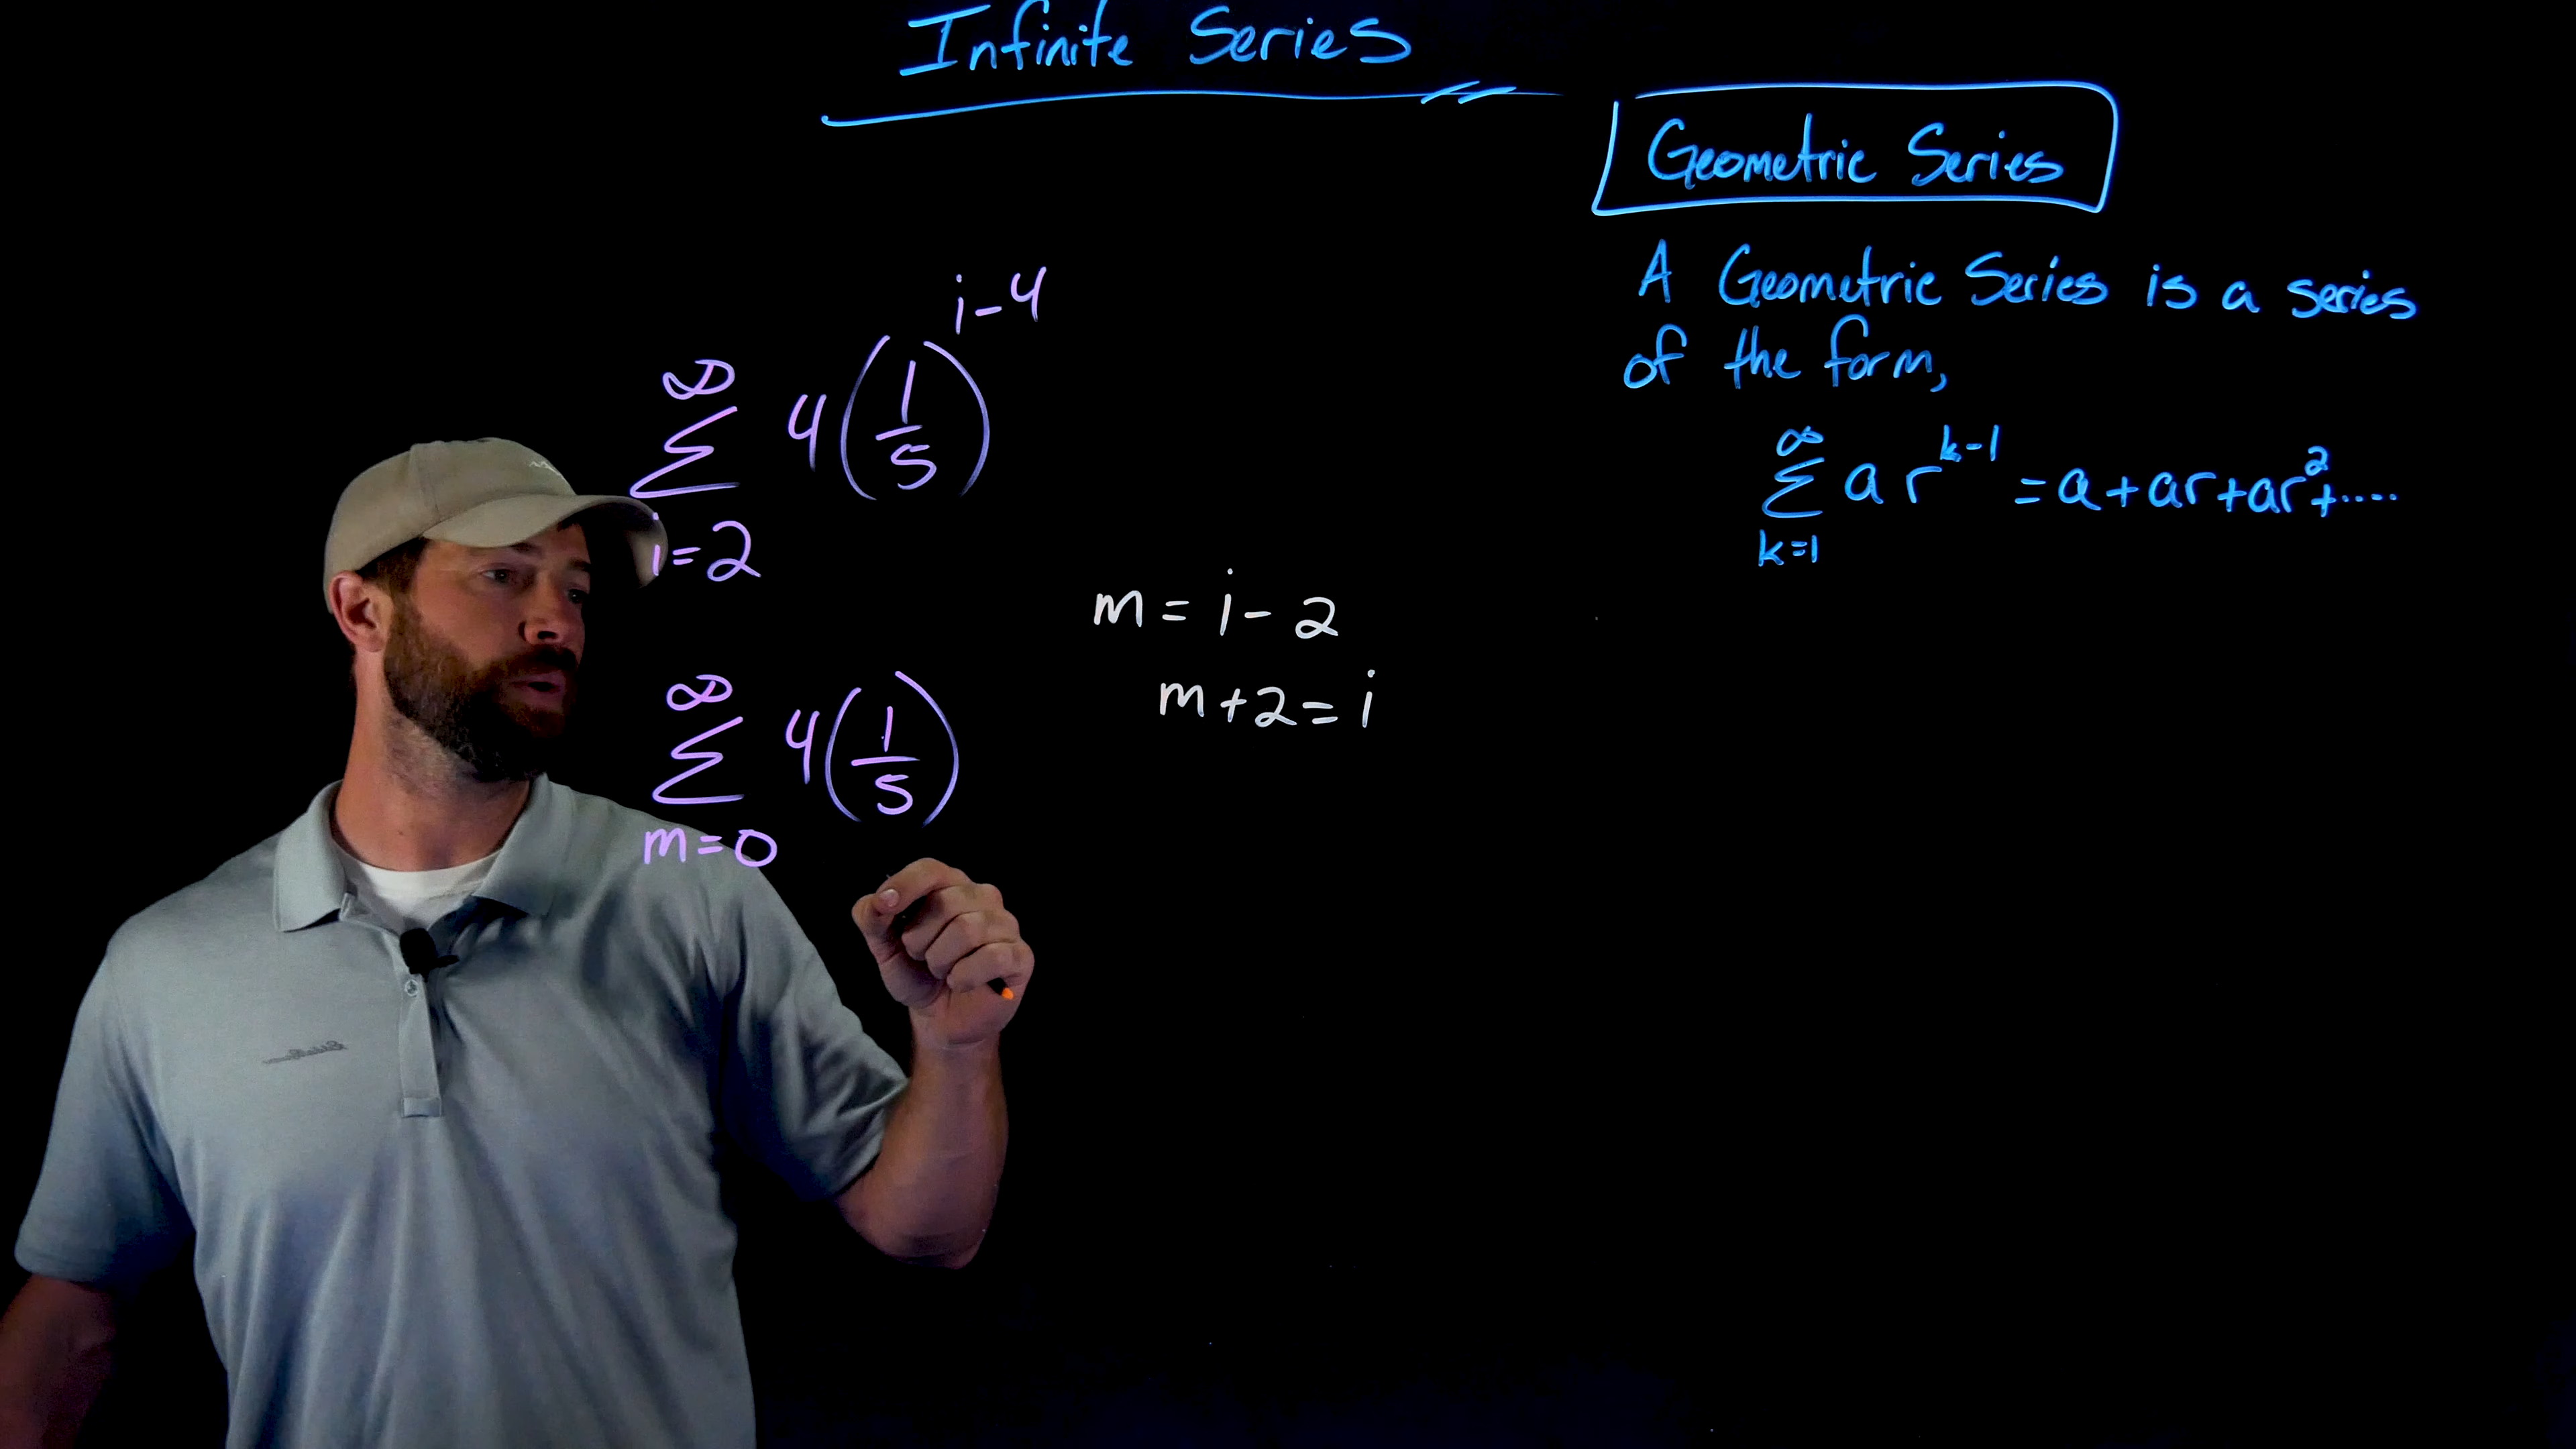 Infinite Series
Geometric Series
A Geometric Series is a series
of the form,
∞
∑ a r^(k-1) = a + ar + ar^2 + ....
k=1
∞
∑ 4(1/5)^(i-4)
i=2
m = i - 2
m + 2 = i
∞
∑ 4(1/5)
m=0